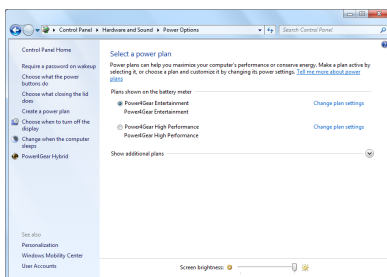 Control Panel ▸ Hardware and Sound ▸ Power Options
Search Control Panel
Control Panel Home
Require a password on wakeup
Choose what the power
buttons do
Choose what closing the lid
does
Create a power plan
Choose when to turn off the
display
Change when the computer
sleeps
Power4Gear Hybrid
See also
Personalization
Windows Mobility Center
User Accounts
Select a power plan
Power plans can help you maximize your computer's performance or conserve energy. Make a plan active by
selecting it, or choose a plan and customize it by changing its power settings. Tell me more about power
plans
Plans shown on the battery meter
Power4Gear Entertainment Change plan settings
Power4Gear Entertainment
Power4Gear High Performance Change plan settings
Power4Gear High Performance
Show additional plans
Screen brightness: